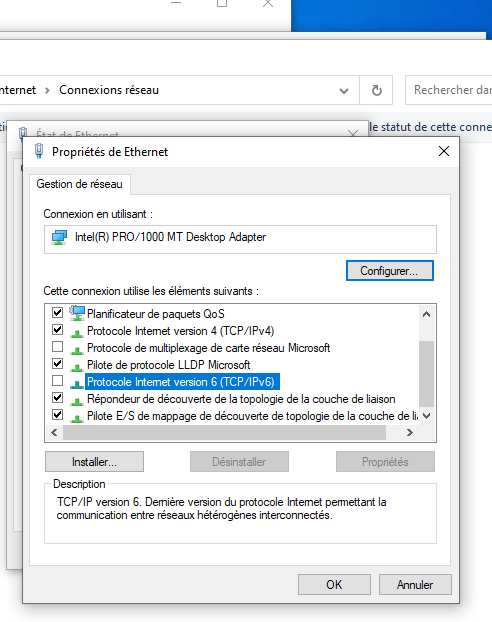 nternet > Connexions réseau
Rechercher dan
État de Ethernet
le statut de cette conne
Propriétés de Ethernet
Gestion de réseau
Connexion en utilisant :
Intel(R) PRO/1000 MT Desktop Adapter
Configurer...
Cette connexion utilise les éléments suivants :
Planificateur de paquets QoS
Protocole Internet version 4 (TCP/IPv4)
Protocole de multiplexage de carte réseau Microsoft
Pilote de protocole LLDP Microsoft
Protocole Internet version 6 (TCP/IPv6)
Répondeur de découverte de la topologie de la couche de liaison
Pilote E/S de mappage de découverte de topologie de la couche de lia
Installer...
Désinstaller
Propriétés
Description
TCP/IP version 6. Dernière version du protocole Internet permettant la
communication entre réseaux hétérogènes interconnectés.
OK
Annuler